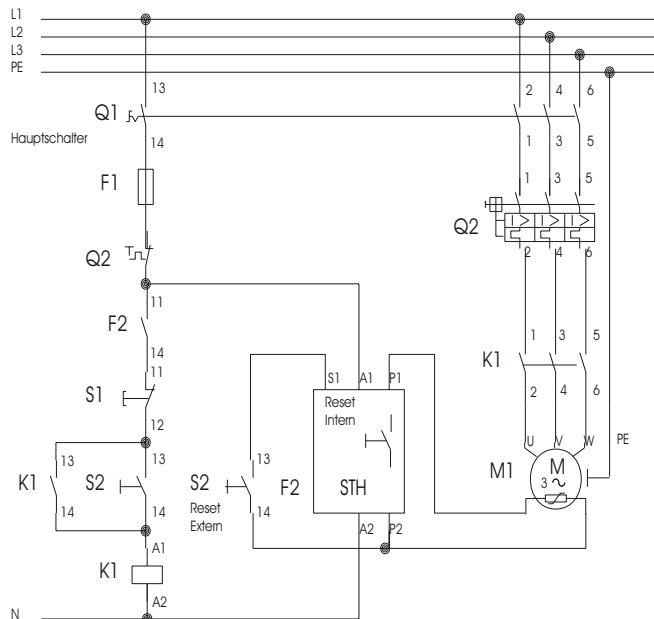 L1
L2
L3
PE
13 2 4 6
Q1
Hauptschalter 14 1 3 5
F1
1 3 5
I> I> I>
Q2 Q2
2 4 6
11
F2
14
11
S1
12
1 3 5
K1
2 4 6
S1 A1 P1
Reset
Intern
U V W PE
M1 M
3 ~
13 13 13
K1 S2 S2 F2 STH
14 14 14
Reset
Extern
A2 P2
A1
K1
A2
N